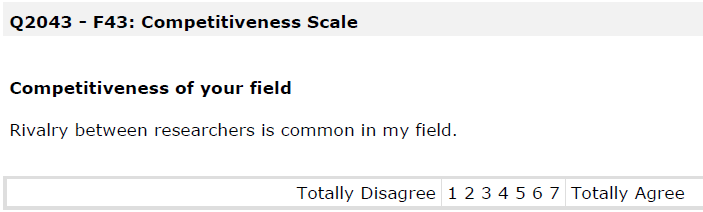 Q2043 - F43: Competitiveness Scale
Competitiveness of your field
Rivalry between researchers is common in my field.
Totally Disagree 1 2 3 4 5 6 7 Totally Agree